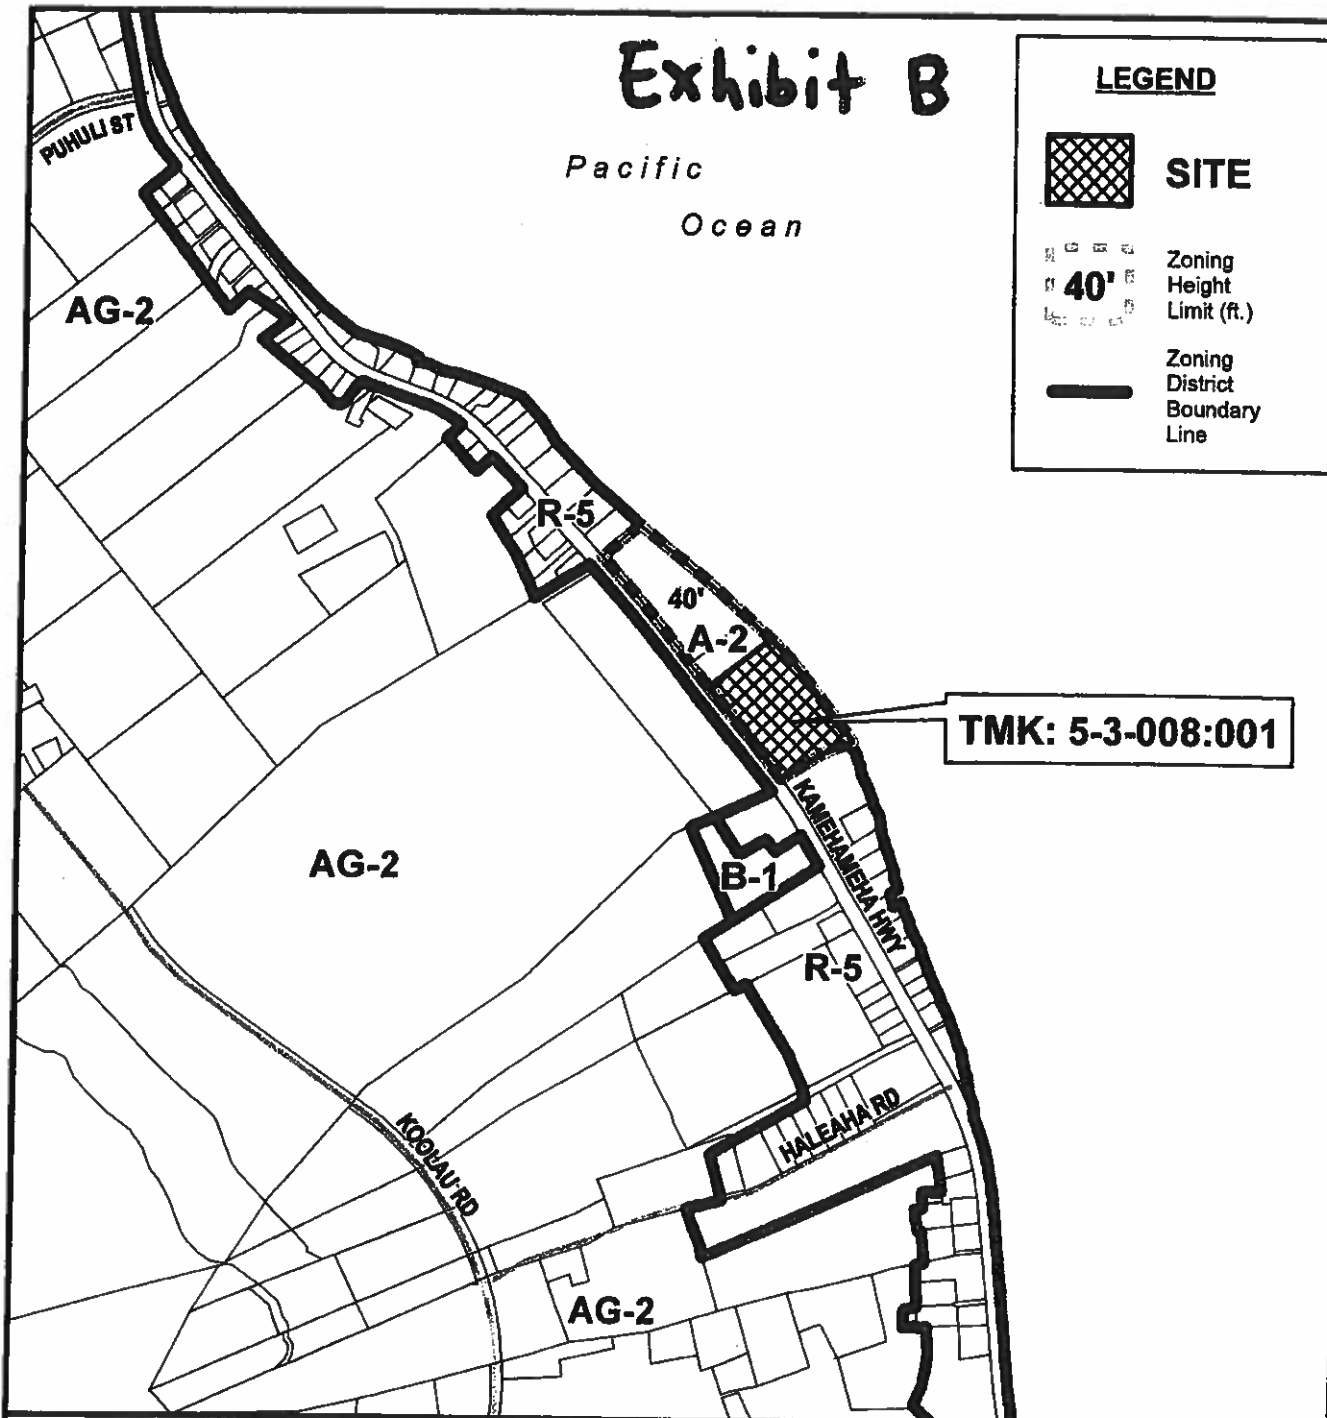 Exhibit B
LEGEND
SITE
40'
Zoning
Height
Limit (ft.)
Zoning
District
Boundary
Line
Pacific
Ocean
PUHULI ST
AG-2
R-5
40'
A-2
TMK: 5-3-008:001
KAMEHAMEHA HWY
AG-2
B-1
R-5
HALEAHA RD
KOOLAU RD
AG-2